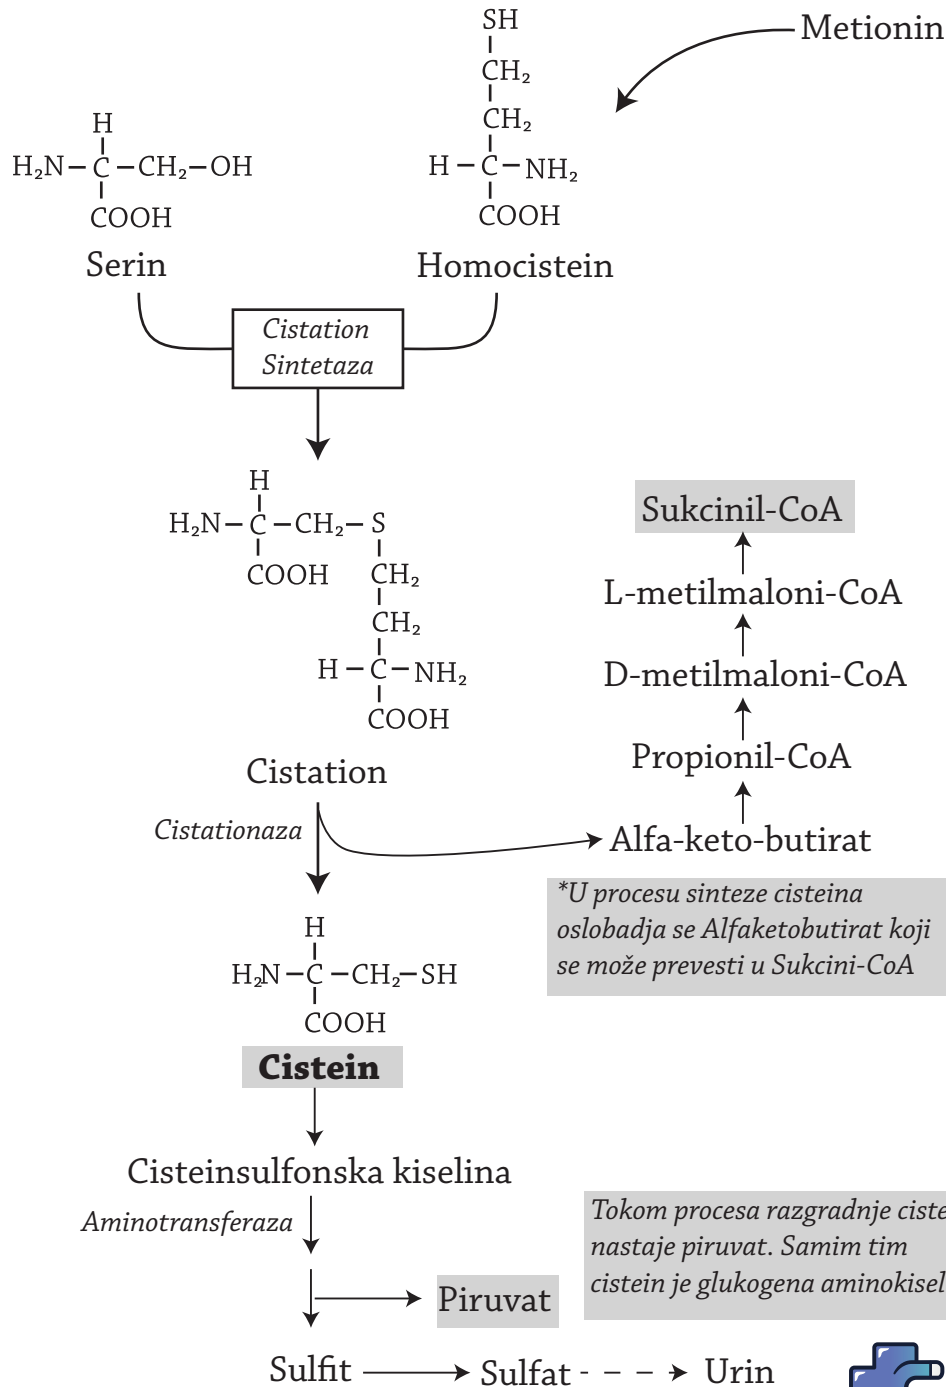 SH
Metionin
CH₂
H
CH₂
H₂N–C–CH₂–OH
H–C–NH₂
COOH
COOH
Serin
Homocistein
Cistation
Sintetaza
H
H₂N–C–CH₂–S
COOH
CH₂
CH₂
H–C–NH₂
COOH
Cistation
Sukcinil-CoA
L-metilmaloni-CoA
D-metilmaloni-CoA
Propionil-CoA
Alfa-keto-butirat
Cistationaza
*U procesu sinteze cisteina
oslobadja se Alfaketobutirat koji
se može prevesti u Sukcini-CoA
H
H₂N–C–CH₂–SH
COOH
Cistein
Cisteinsulfonska kiselina
Aminotransferaza
Tokom procesa razgradnje
nastaje piruvat. Samim tim
cistein je glukogena
Piruvat
Sulfit
Sulfat
Urin